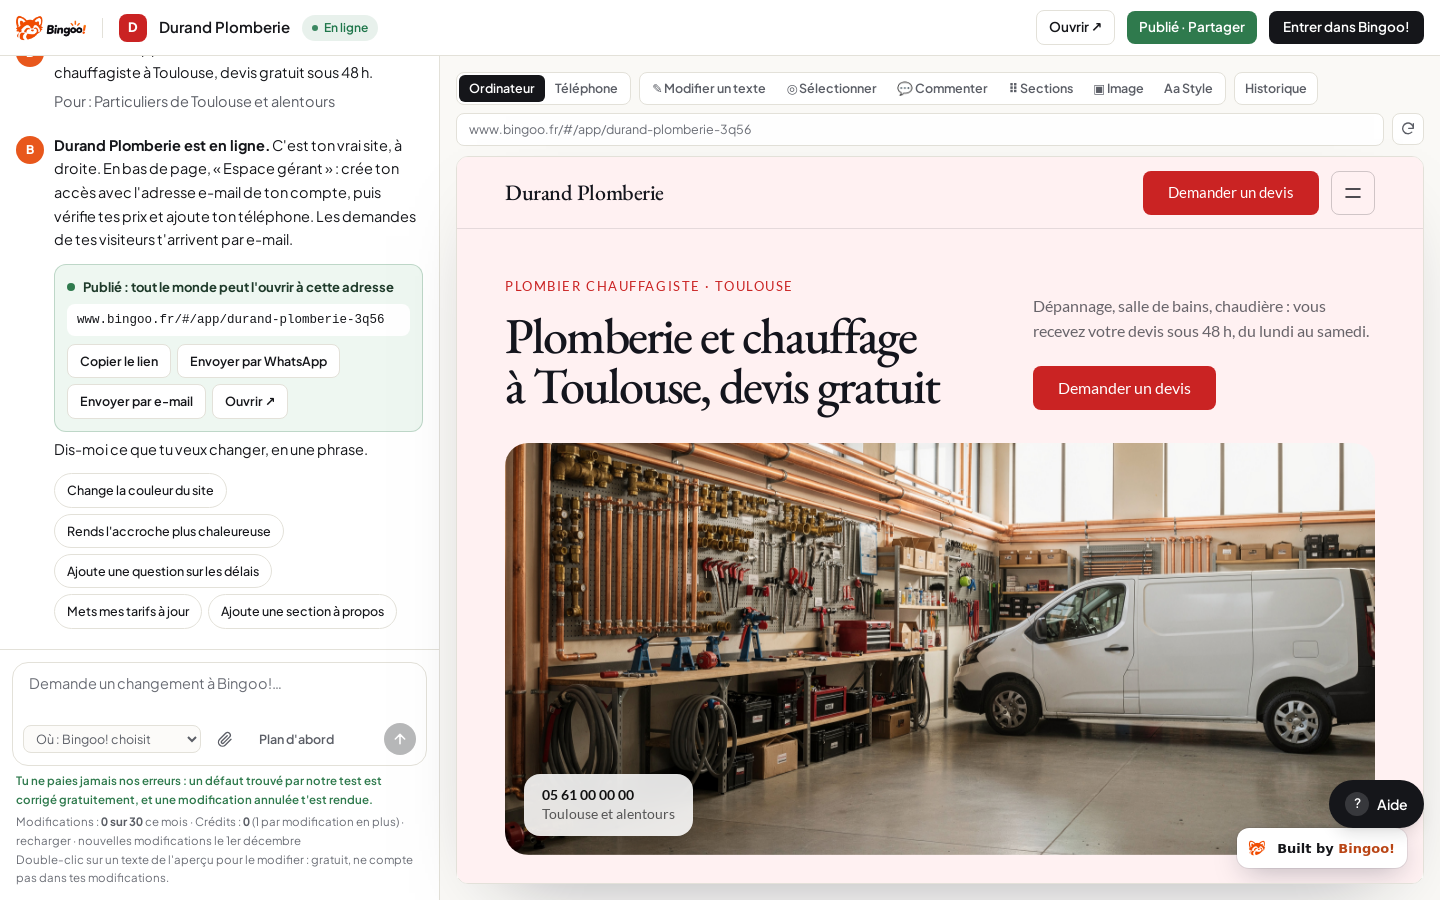 Bingoo!
D
Durand Plomberie
En ligne
Ouvrir ↗
Publié · Partager
Entrer dans Bingoo!
chauffagiste à Toulouse, devis gratuit sous 48 h.
Pour : Particuliers de Toulouse et alentours
B
Durand Plomberie est en ligne. C'est ton vrai site, à
droite. En bas de page, « Espace gérant » : crée ton
accès avec l'adresse e-mail de ton compte, puis
vérifie tes prix et ajoute ton téléphone. Les demandes
de tes visiteurs t'arrivent par e-mail.
Publié : tout le monde peut l'ouvrir à cette adresse
www.bingoo.fr/#/app/durand-plomberie-3q56
Copier le lien
Envoyer par WhatsApp
Envoyer par e-mail
Ouvrir ↗
Dis-moi ce que tu veux changer, en une phrase.
Change la couleur du site
Rends l'accroche plus chaleureuse
Ajoute une question sur les délais
Mets mes tarifs à jour
Ajoute une section à propos
Demande un changement à Bingoo!…
Où : Bingoo! choisit
Plan d'abord
Tu ne paies jamais nos erreurs : un défaut trouvé par notre test est
corrigé gratuitement, et une modification annulée t'est rendue.
Modifications : 0 sur 30 ce mois · Crédits : 0 (1 par modification en plus) ·
recharger · nouvelles modifications le 1er décembre
Double-clic sur un texte de l'aperçu pour le modifier : gratuit, ne compte
pas dans tes modifications.
Ordinateur
Téléphone
✎ Modifier un texte
◎ Sélectionner
💬 Commenter
⠿ Sections
▣ Image
Aa Style
Historique
www.bingoo.fr/#/app/durand-plomberie-3q56
Durand Plomberie
Demander un devis
PLOMBIER CHAUFFAGISTE · TOULOUSE
Plomberie et chauffage
à Toulouse, devis gratuit
Dépannage, salle de bains, chaudière : vous
recevez votre devis sous 48 h, du lundi au samedi.
Demander un devis
05 61 00 00 00
Toulouse et alentours
? Aide
Built by Bingoo!